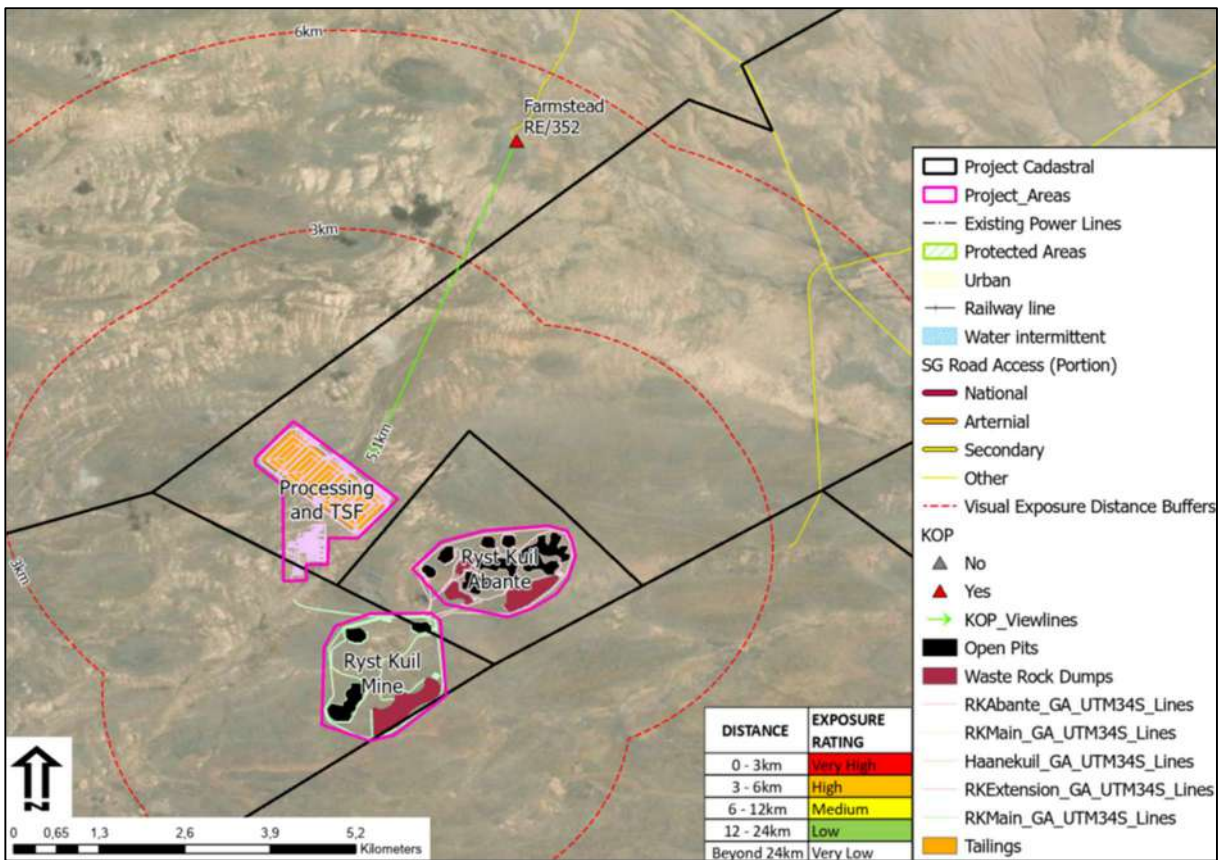 6km
Farmstead
RE/352
3km
5.1km
Processing
and TSF
Ryst Kuil
Abante
3km
Ryst Kuil
Mine
Project Cadastral
Project_Areas
Existing Power Lines
Protected Areas
Urban
Railway line
Water intermittent
SG Road Access (Portion)
National
Arternial
Secondary
Other
Visual Exposure Distance Buffers
KOP
No
Yes
KOP_Viewlines
Open Pits
Waste Rock Dumps
RKAbante_GA_UTM34S_Lines
RKMain_GA_UTM34S_Lines
Haanekuil_GA_UTM34S_Lines
RKExtension_GA_UTM34S_Lines
RKMain_GA_UTM34S_Lines
Tailings
DISTANCE EXPOSURE
RATING
0 - 3km Very High
3 - 6km High
6 - 12km Medium
12 - 24km Low
Beyond 24km Very Low
N
0 0,65 1,3 2,6 3,9 5,2
Kilometers